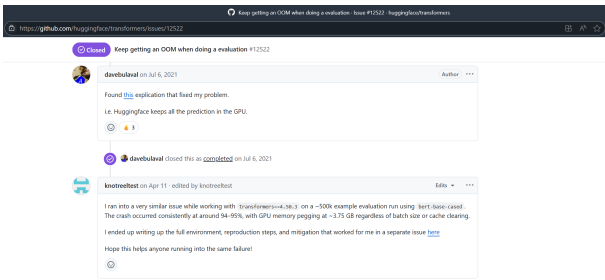 Keep getting an OOM when doing a evaluation · Issue #12522 · huggingface/transformers
https://github.com/huggingface/transformers/issues/12522
Closed Keep getting an OOM when doing a evaluation #12522
davebulaval on Jul 6, 2021 Author ...
Found this explication that fixed my problem.
i.e. Huggingface keeps all the prediction in the GPU.
3
davebulaval closed this as completed on Jul 6, 2021
knotreeltest on Apr 11 · edited by knotreeltest Edits ...
I ran into a very similar issue while working with transformers==4.50.3 on a ~500k example evaluation run using bert-base-cased.
The crash occurred consistently at around 94–95%, with GPU memory pegging at ~3.75 GB regardless of batch size or cache clearing.
I ended up writing up the full environment, reproduction steps, and mitigation that worked for me in a separate issue here
Hope this helps anyone running into the same failure!